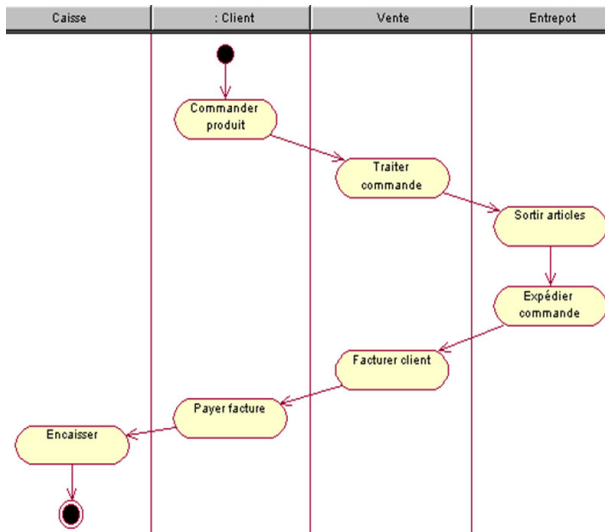 Caisse
: Client
Vente
Entrepot
Commander
produit
Traiter
commande
Sortir articles
Expédier
commande
Facturer client
Payer facture
Encaisser